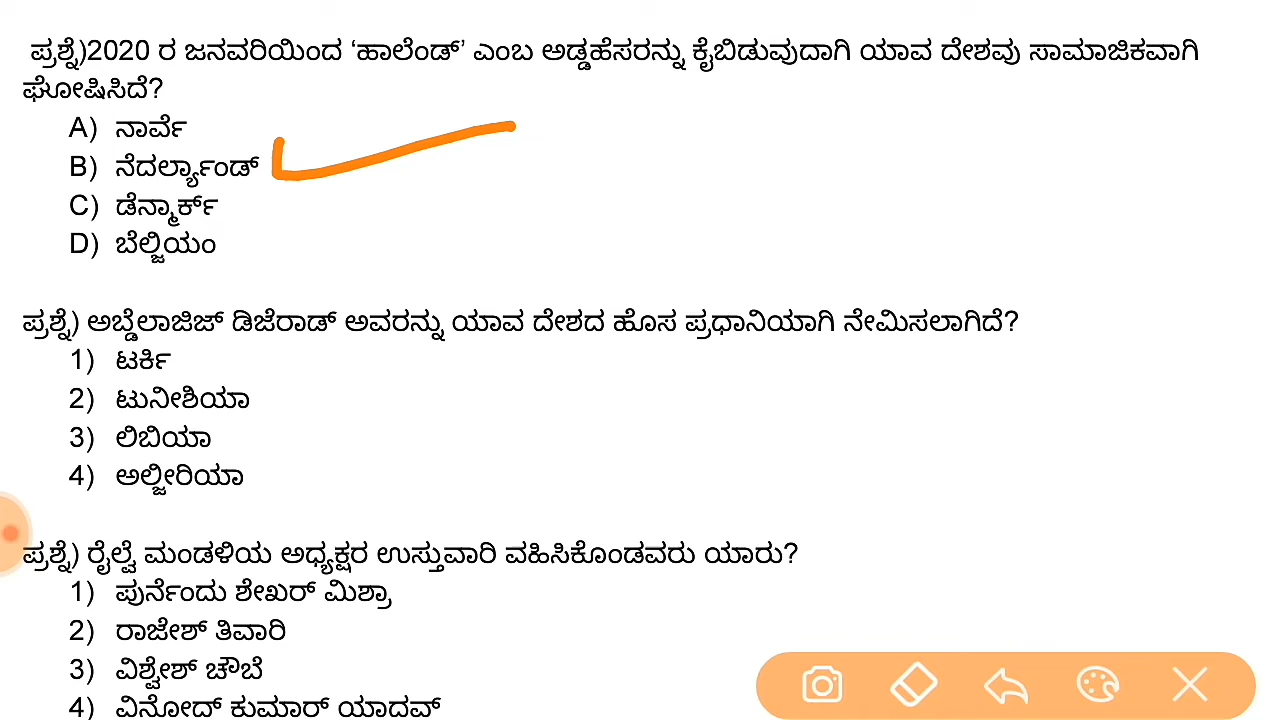 ಪ್ರಶ್ನೆ)2020 ರ ಜನವರಿಯಿಂದ ‘ಹಾಲೆಂಡ್’ ಎಂಬ ಅಡ್ಡಹೆಸರನ್ನು ಕೈಬಿಡುವುದಾಗಿ ಯಾವ ದೇಶವು ಸಾಮಾಜಿಕವಾಗಿ
ಘೋಷಿಸಿದೆ?
A) ನಾರ್ವೆ
B) ನೆದರ್ಲ್ಯಾಂಡ್
C) ಡೆನ್ಮಾರ್ಕ್
D) ಬೆಲ್ಜಿಯಂ
ಪ್ರಶ್ನೆ) ಅಬ್ಡೆಲಾಜಿಜ್ ಡಿಜೆರಾಡ್ ಅವರನ್ನು ಯಾವ ದೇಶದ ಹೊಸ ಪ್ರಧಾನಿಯಾಗಿ ನೇಮಿಸಲಾಗಿದೆ?
1) ಟರ್ಕಿ
2) ಟುನೀಶಿಯಾ
3) ಲಿಬಿಯಾ
4) ಅಲ್ಜೀರಿಯಾ
ಪ್ರಶ್ನೆ) ರೈಲ್ವೆ ಮಂಡಳಿಯ ಅಧ್ಯಕ್ಷರ ಉಸ್ತುವಾರಿ ವಹಿಸಿಕೊಂಡವರು ಯಾರು?
1) ಪುರ್ನೆಂದು ಶೇಖರ್ ಮಿಶ್ರಾ
2) ರಾಜೇಶ್ ತಿವಾರಿ
3) ವಿಶ್ವೇಶ್ ಚೌಬೆ
4) ವಿನೋದ್ ಕುಮಾರ್ ಯಾದವ್